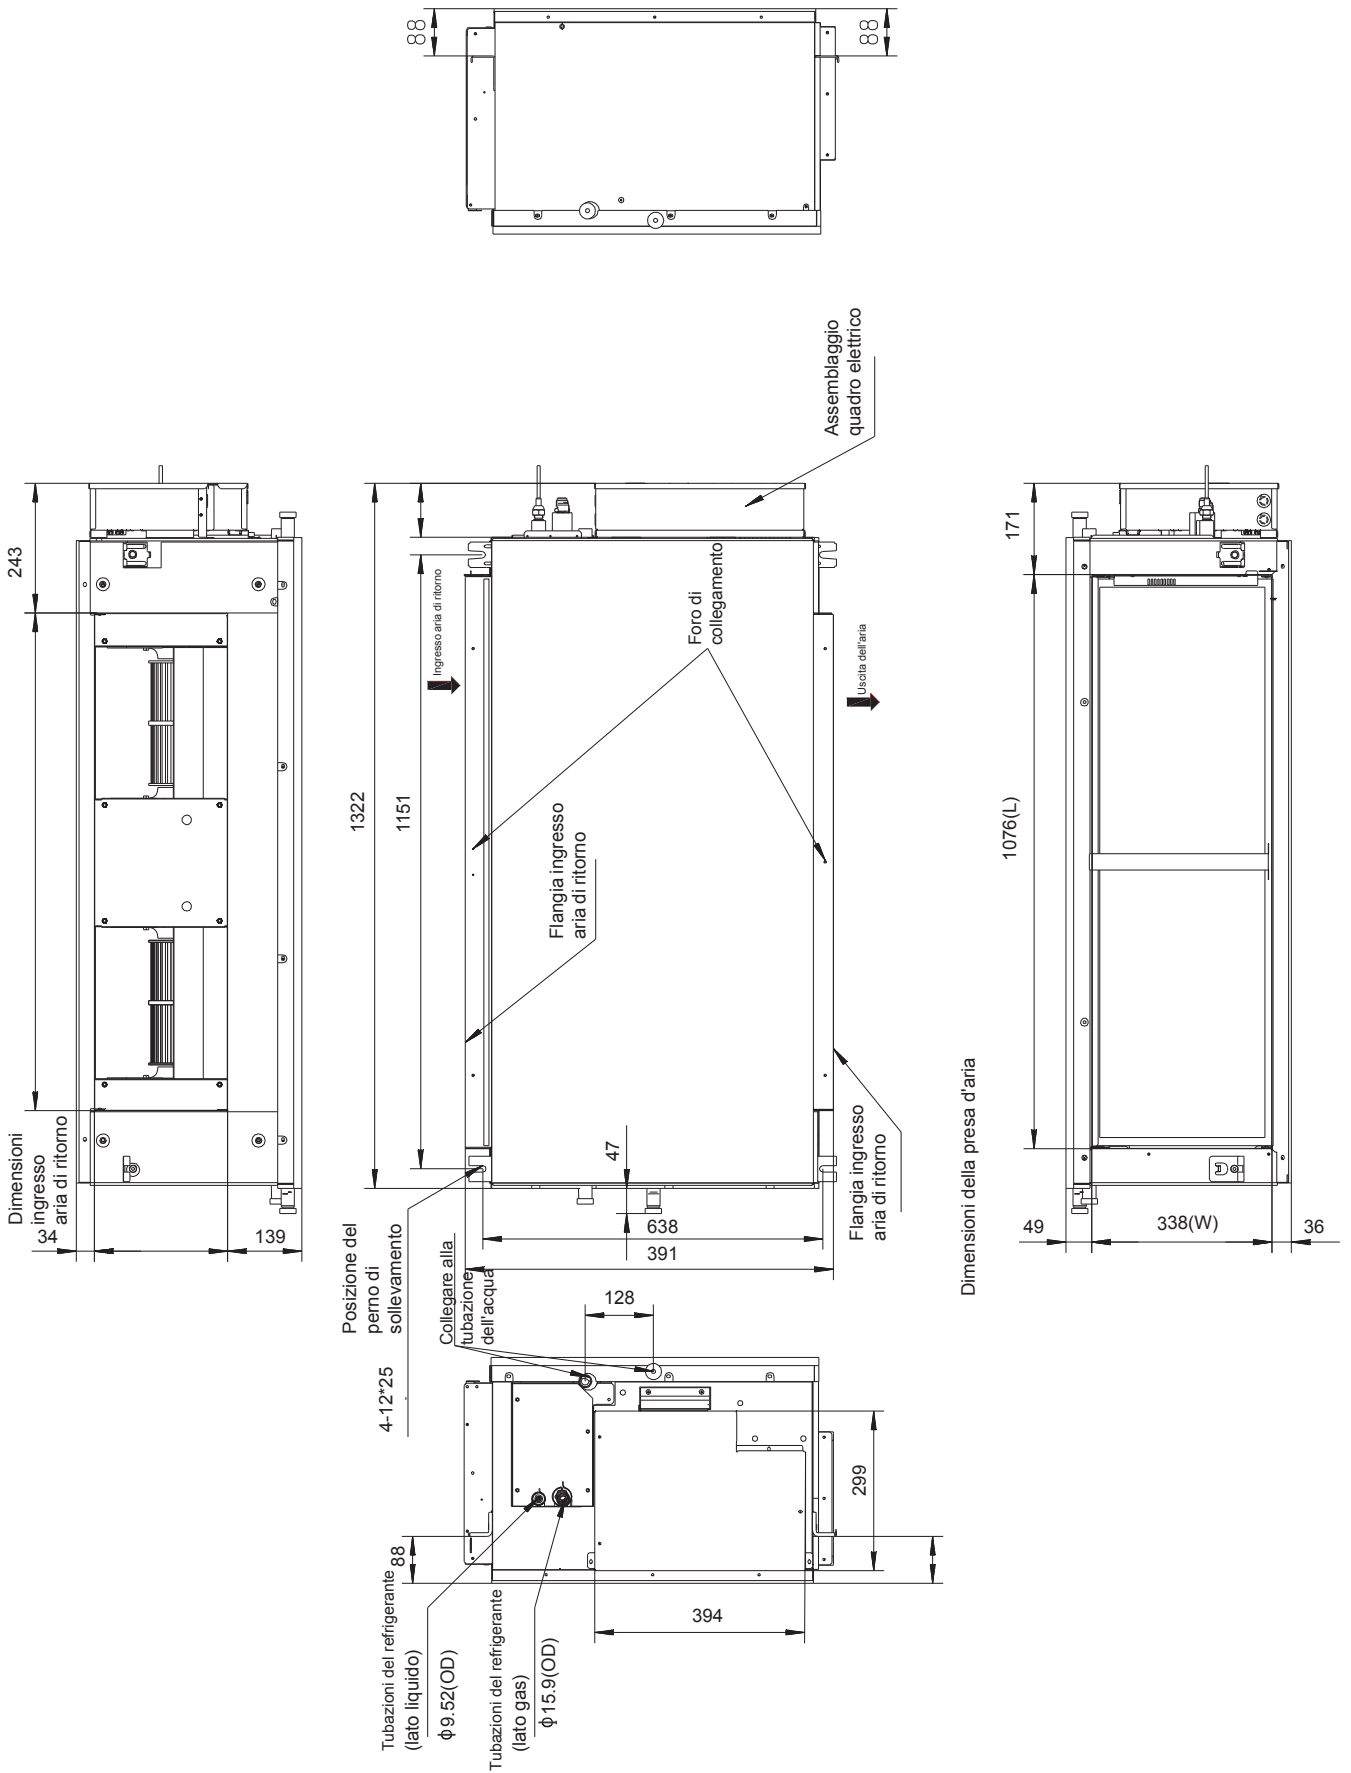 88
88
Assemblaggio
quadro elettrico
243
Dimensioni
ingresso
aria di ritorno
34
139
1322
1151
Ingresso aria di ritorno
Foro di
collegamento
Uscita dell'aria
Flangia ingresso
aria di ritorno
47
638
391
Flangia ingresso
aria di ritorno
171
1076(L)
49
338(W)
36
Dimensioni della presa d'aria
Posizione del
perno di
sollevamento
4-12*25
Collegare alla
tubazione
dell'acqua
128
299
88
394
Tubazioni del refrigerante
(lato liquido)
ϕ9.52(OD)
Tubazioni del refrigerante
(lato gas)
ϕ15.9(OD)